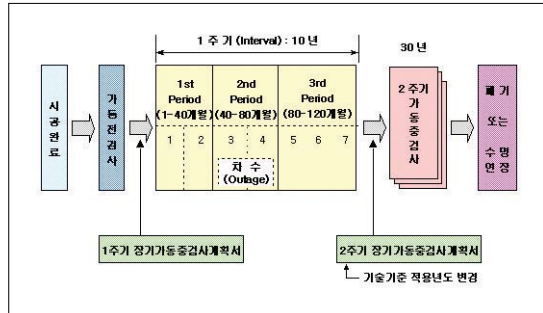 1 주 기 (Interval) : 10 년
30 년
시
공
완
료
가
동
전
검
사
1st
Period
(1-40개월)
2nd
Period
(40-80개월)
3rd
Period
(80-120개월)
1 2 3 4 5 6 7
차 수
(Outage)
2
주
기
가
동
중
검
사
폐 기
또 는
수 명
연 장
1주기 장기가동중검사계획서
2주기 장기가동중검사계획서
기술기준 적용년도 변경